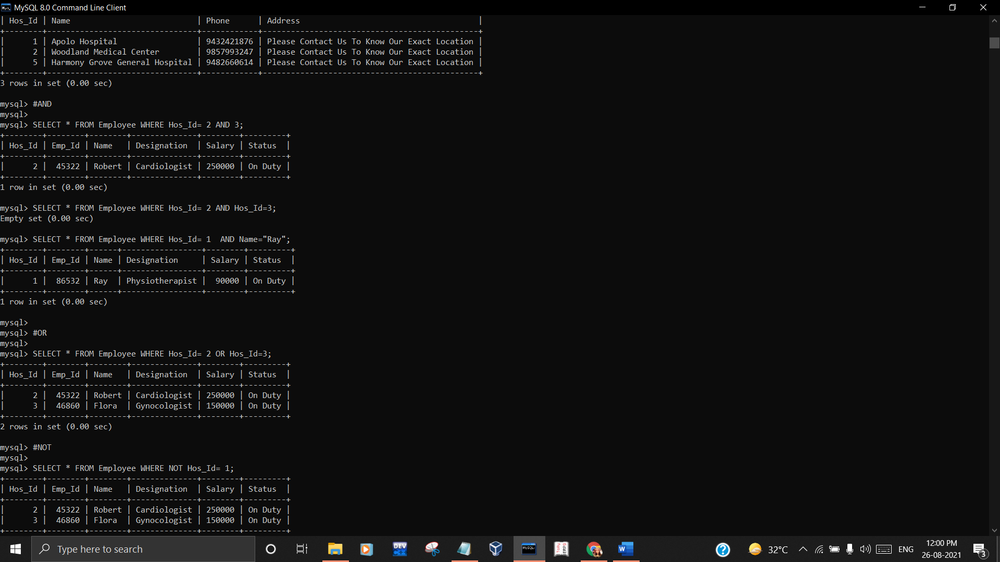 MySQL 8.0 Command Line Client
| Hos_Id | Name                           | Phone      | Address                                      |
+--------+--------------------------------+------------+----------------------------------------------+
|      1 | Apolo Hospital                 | 9432421876 | Please Contact Us To Know Our Exact Location |
|      2 | Woodland Medical Center        | 9857993247 | Please Contact Us To Know Our Exact Location |
|      5 | Harmony Grove General Hospital | 9482660614 | Please Contact Us To Know Our Exact Location |
+--------+--------------------------------+------------+----------------------------------------------+
3 rows in set (0.00 sec)
mysql> #AND
mysql>
mysql> SELECT * FROM Employee WHERE Hos_Id= 2 AND 3;
+--------+--------+--------+--------------+--------+---------+
| Hos_Id | Emp_Id | Name   | Designation  | Salary | Status  |
+--------+--------+--------+--------------+--------+---------+
|      2 |  45322 | Robert | Cardiologist | 250000 | On Duty |
+--------+--------+--------+--------------+--------+---------+
1 row in set (0.00 sec)
mysql> SELECT * FROM Employee WHERE Hos_Id= 2 AND Hos_Id=3;
Empty set (0.00 sec)
mysql> SELECT * FROM Employee WHERE Hos_Id= 1  AND Name="Ray";
+--------+--------+------+-----------------+--------+---------+
| Hos_Id | Emp_Id | Name | Designation     | Salary | Status  |
+--------+--------+------+-----------------+--------+---------+
|      1 |  86532 | Ray  | Physiotherapist |  90000 | On Duty |
+--------+--------+------+-----------------+--------+---------+
1 row in set (0.00 sec)
mysql>
mysql> #OR
mysql>
mysql> SELECT * FROM Employee WHERE Hos_Id= 2 OR Hos_Id=3;
+--------+--------+--------+--------------+--------+---------+
| Hos_Id | Emp_Id | Name   | Designation  | Salary | Status  |
+--------+--------+--------+--------------+--------+---------+
|      2 |  45322 | Robert | Cardiologist | 250000 | On Duty |
|      3 |  46860 | Flora  | Gynocologist | 150000 | On Duty |
+--------+--------+--------+--------------+--------+---------+
2 rows in set (0.00 sec)
mysql> #NOT
mysql>
mysql> SELECT * FROM Employee WHERE NOT Hos_Id= 1;
+--------+--------+--------+--------------+--------+---------+
| Hos_Id | Emp_Id | Name   | Designation  | Salary | Status  |
+--------+--------+--------+--------------+--------+---------+
|      2 |  45322 | Robert | Cardiologist | 250000 | On Duty |
|      3 |  46860 | Flora  | Gynocologist | 150000 | On Duty |
+--------+--------+--------+--------------+--------+---------+
Type here to search
DEV C++
MySQL>
Tally ERP9
W
?
32°C
ENG
12:00 PM
26-08-2021
3